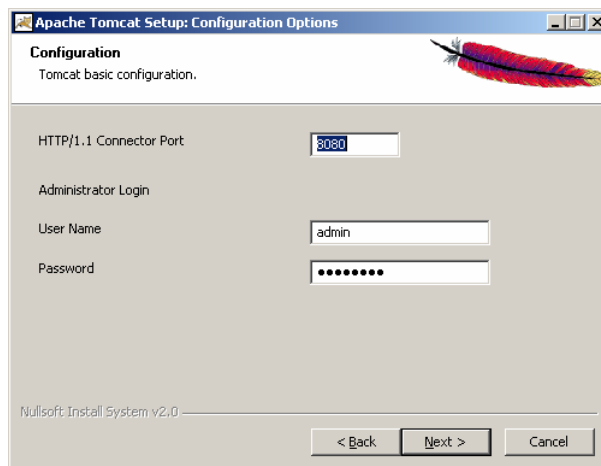 Apache Tomcat Setup: Configuration Options
Configuration
Tomcat basic configuration.
HTTP/1.1 Connector Port 8080
Administrator Login
User Name admin
Password ●●●●●●●●
Nullsoft Install System v2.0
< Back Next > Cancel